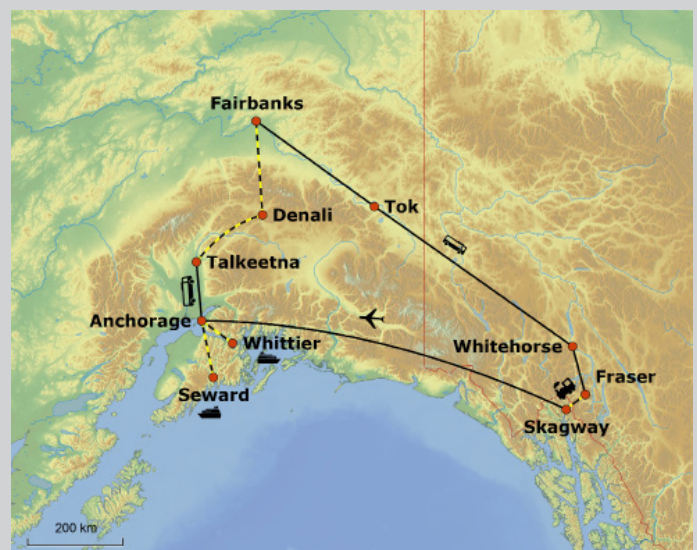 Fairbanks
Tok
Denali
Talkeetna
Anchorage
Whittier
Whitehorse
Seward
Fraser
Skagway
200 km